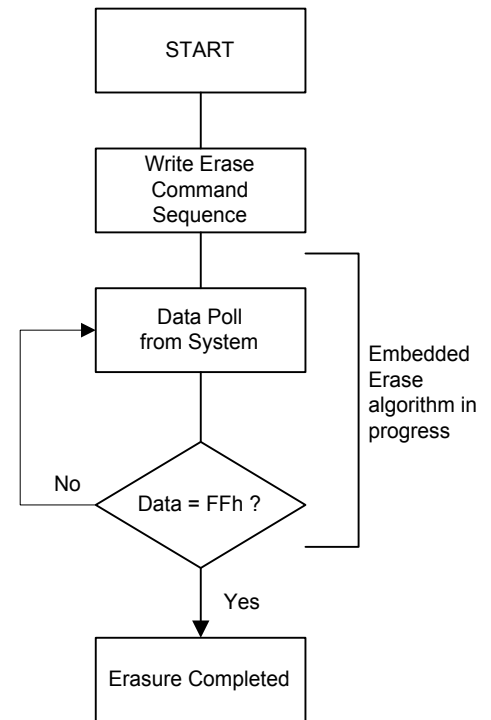 START
Write Erase
Command
Sequence
Data Poll
from System
Embedded
Erase
algorithm in
progress
No
Data = FFh ?
Yes
Erasure Completed